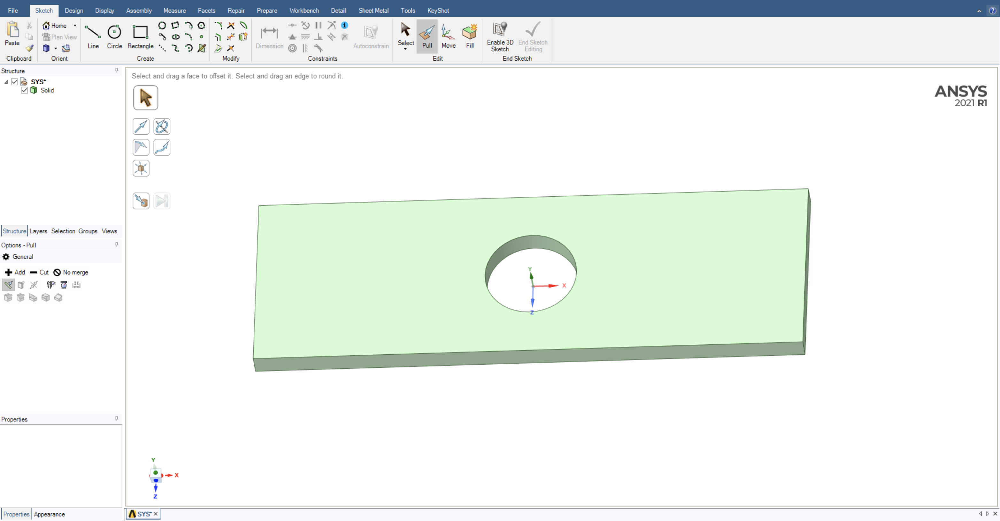 File Sketch Design Display Assembly Measure Facets Repair Prepare Workbench Detail Sheet Metal Tools KeyShot
Paste
Clipboard
Home
Plan View
Orient
Line Circle Rectangle
Create
Modify
Dimension
Autoconstrain
Constraints
Select Pull Move Fill
Edit
Enable 3D
Sketch
End Sketch
Editing
End Sketch
Structure
SYS*
Solid
Structure Layers Selection Groups Views
Options - Pull
General
Add Cut No merge
Properties
Properties Appearance
Select and drag a face to offset it. Select and drag an edge to round it.
ANSYS
2021 R1
Y
X
Z
Y
X
Z
SYS*